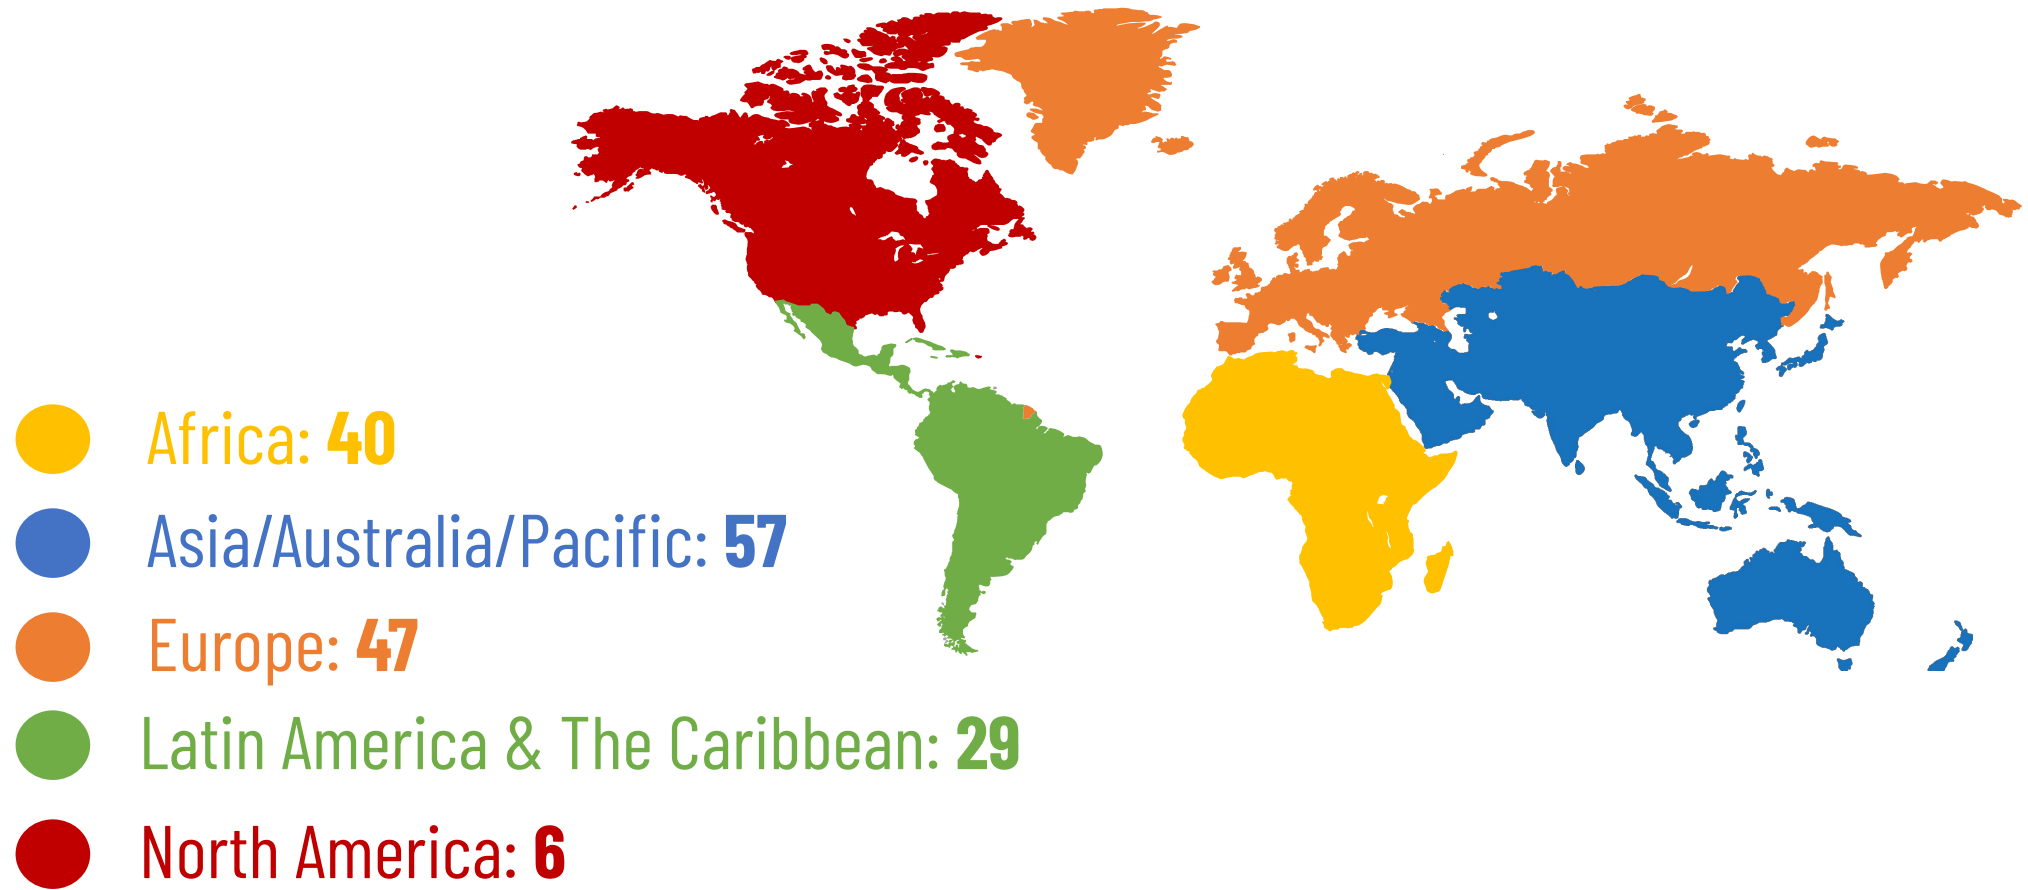 Africa: 40
Asia/Australia/Pacific: 57
Europe: 47
Latin America & The Caribbean: 29
North America: 6